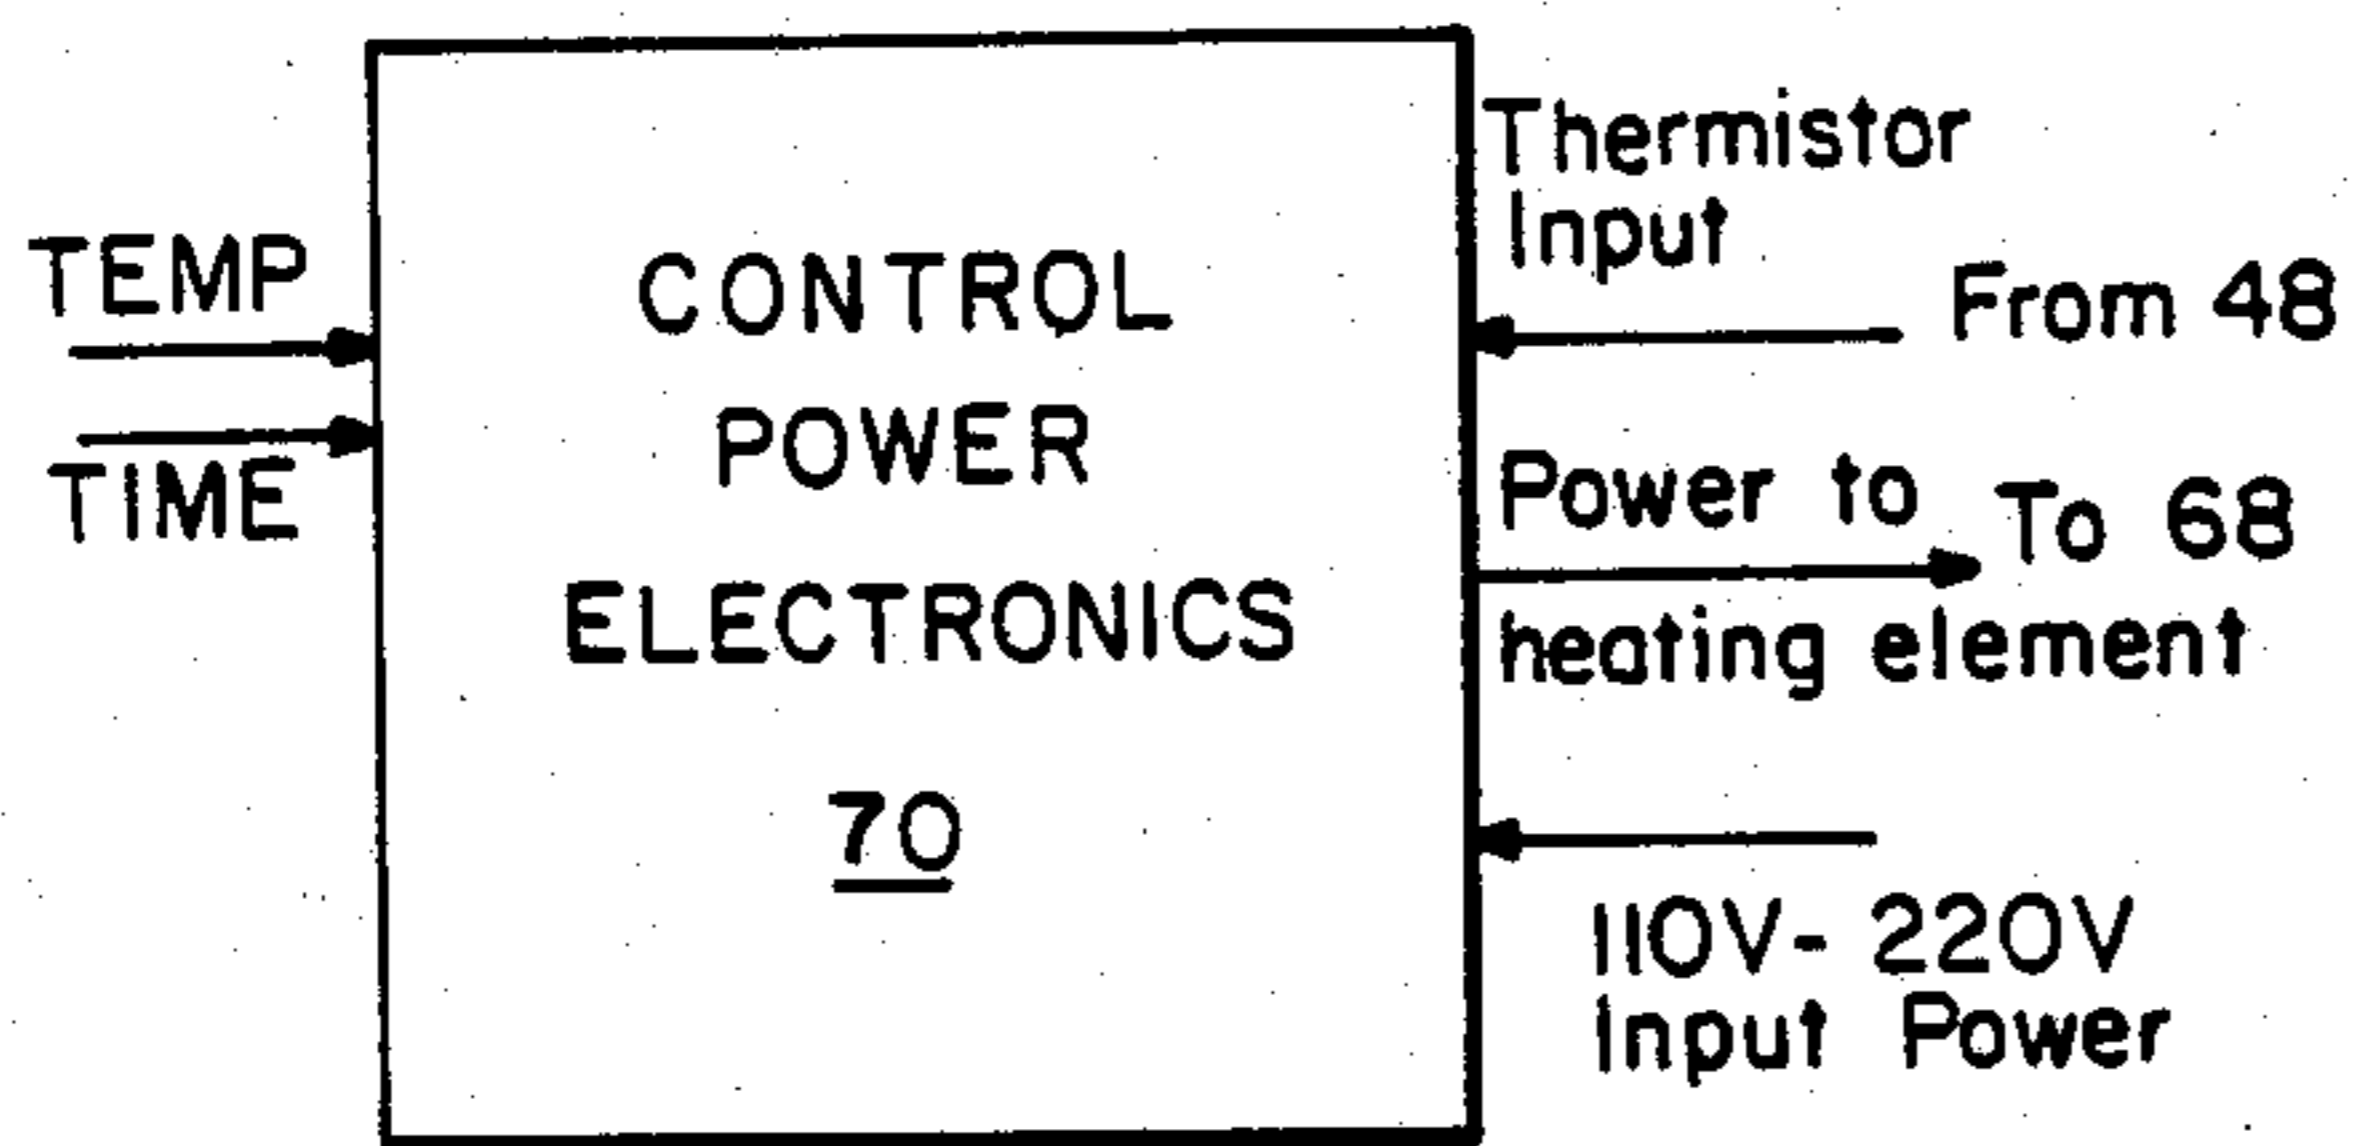 TEMP
TIME
CONTROL
POWER
ELECTRONICS
70
Thermistor
Input
From 48
Power to To 68
heating element
110V- 220V
Input Power